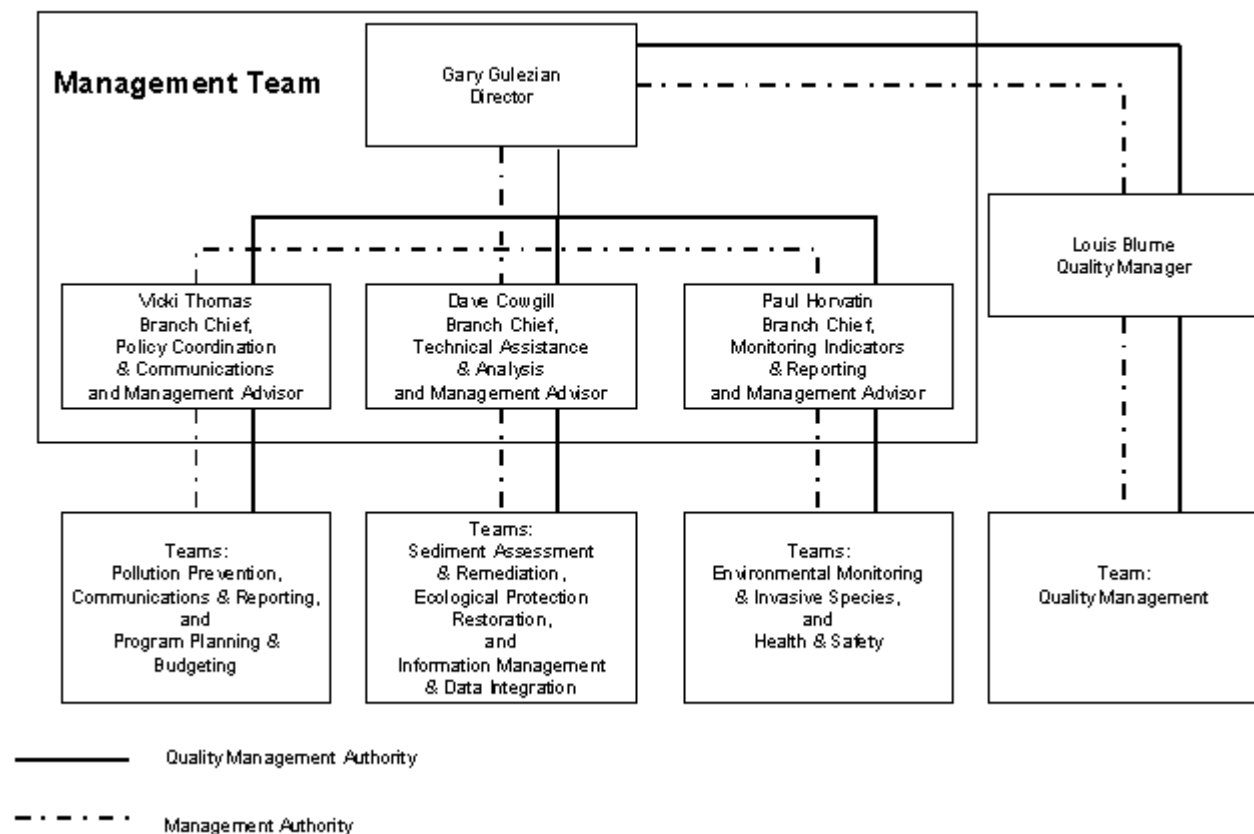 Management Team
Gary Gulezian
Director
Louis Blume
Quality Manager
Vicki Thomas
Branch Chief,
Policy Coordination
& Communications
and Management Advisor
Dave Cowgill
Branch Chief,
Technical Assistance
& Analysis
and Management Advisor
Paul Horvatin
Branch Chief,
Monitoring Indicators
& Reporting
and Management Advisor
Teams:
Pollution Prevention,
Communications & Reporting,
and
Program Planning &
Budgeting
Teams:
Sediment Assessment
& Remediation,
Ecological Protection
Restoration,
and
Information Management
& Data Integration
Teams:
Environmental Monitoring
& Invasive Species,
and
Health & Safety
Team:
Quality Management
Quality Management Authority
Management Authority